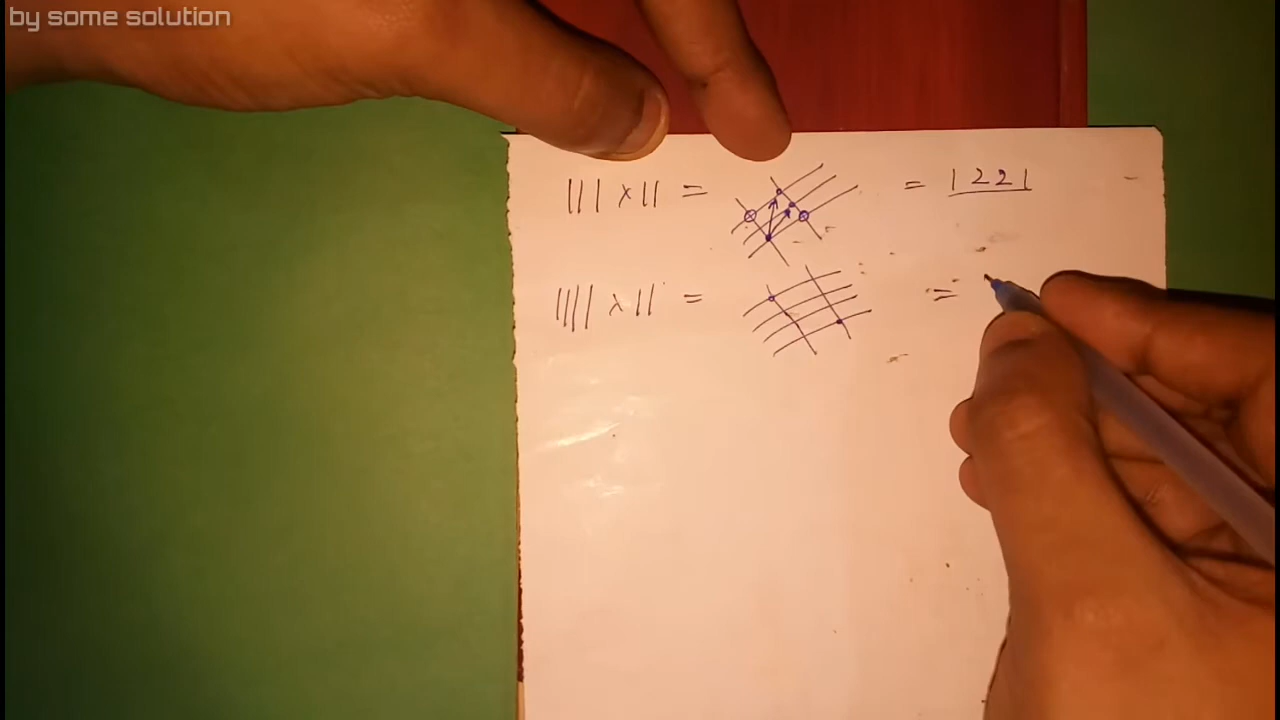 by some solution
111 x 11 = = 1221
1111 x 11 = =